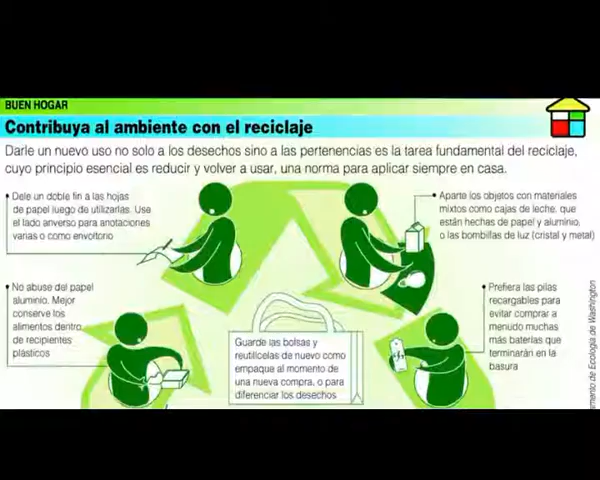 BUEN HOGAR
Contribuya al ambiente con el reciclaje
Darle un nuevo uso no solo a los desechos sino a las pertenencias es la tarea fundamental del reciclaje,
cuyo principio esencial es reducir y volver a usar, una norma para aplicar siempre en casa.
• Dele un doble fin a las hojas
de papel luego de utilizarlas. Use
el lado anverso para anotaciones
varias o como envoltorio
• Aparte los objetos con materiales
mixtos como cajas de leche, que
están hechas de papel y aluminio,
o las bombillas de luz (cristal y metal)
• No abuse del papel
aluminio. Mejor
conserve los
alimentos dentro
de recipientes
plásticos
Guarde las bolsas y
reutilícelas de nuevo como
empaque al momento de
una nueva compra, o para
diferenciar los desechos
• Prefiera las pilas
recargables para
evitar comprar a
menudo muchas
más baterías que
terminarán en la
basura
de Ecología de Washington